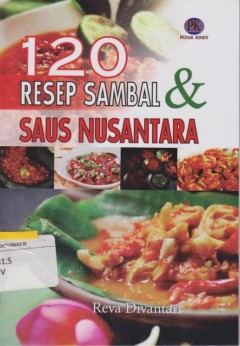 120
RESEP SAMBAL &
SAUS NUSANTARA
Reva Divantari